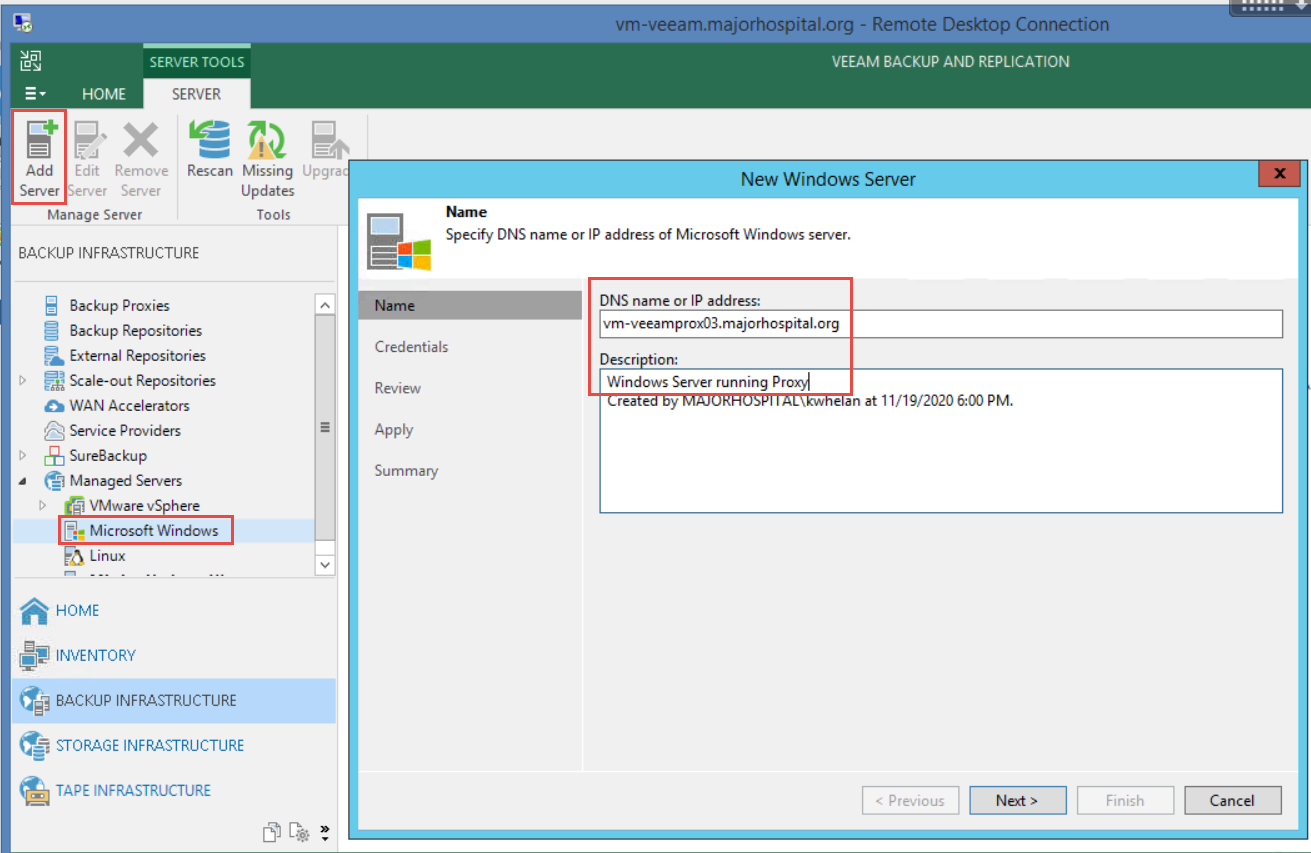 vm-veeam.majorhospital.org - Remote Desktop Connection
SERVER TOOLS
VEEAM BACKUP AND REPLICATION
HOME
SERVER
Add Server
Edit Server
Remove Server
Rescan
Missing Updates
Upgrad
Manage Server
Tools
BACKUP INFRASTRUCTURE
Backup Proxies
Backup Repositories
External Repositories
Scale-out Repositories
WAN Accelerators
Service Providers
SureBackup
Managed Servers
VMware vSphere
Microsoft Windows
Linux
HOME
INVENTORY
BACKUP INFRASTRUCTURE
STORAGE INFRASTRUCTURE
TAPE INFRASTRUCTURE
New Windows Server
x
Name
Specify DNS name or IP address of Microsoft Windows server.
Name
Credentials
Review
Apply
Summary
DNS name or IP address:
vm-veeamprox03.majorhospital.org
Description:
Windows Server running Proxy
Created by MAJORHOSPITAL\kwhelan at 11/19/2020 6:00 PM.
< Previous
Next >
Finish
Cancel